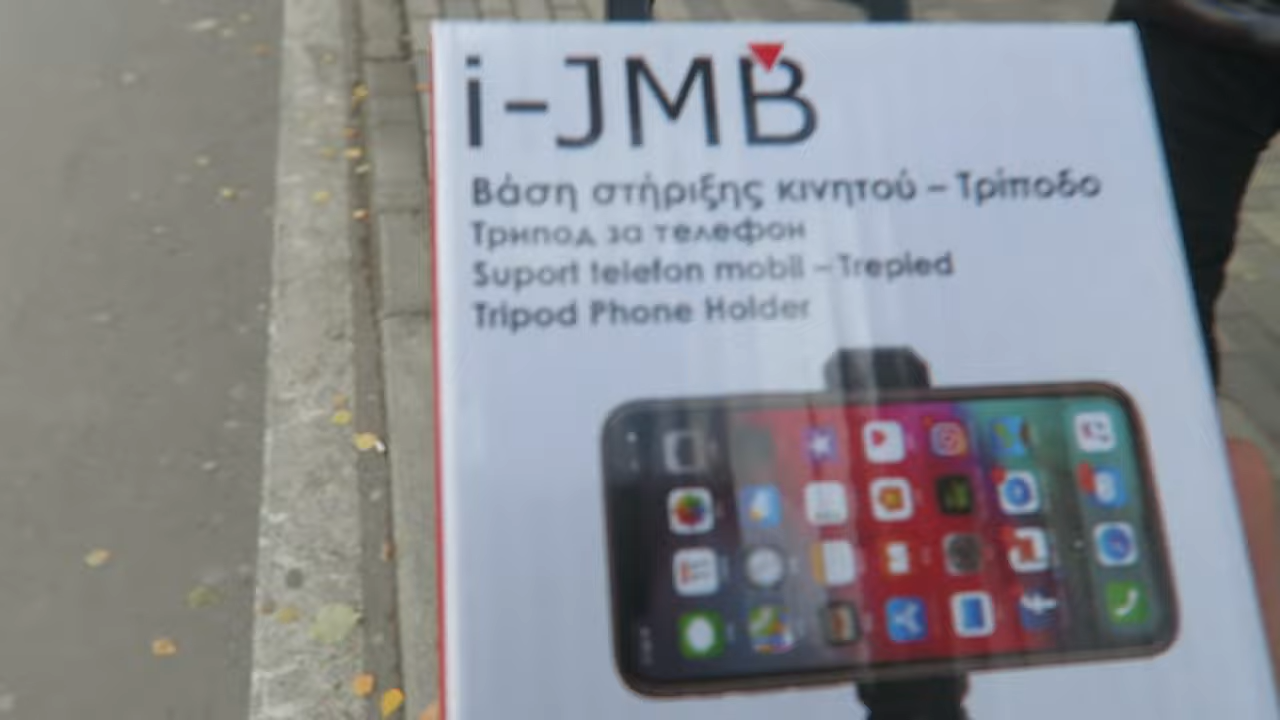 i-JMB
Βάση στήριξης κινητού – Τρίποδο
Трипод за телефон
Suport telefon mobil – Trepied
Tripod Phone Holder